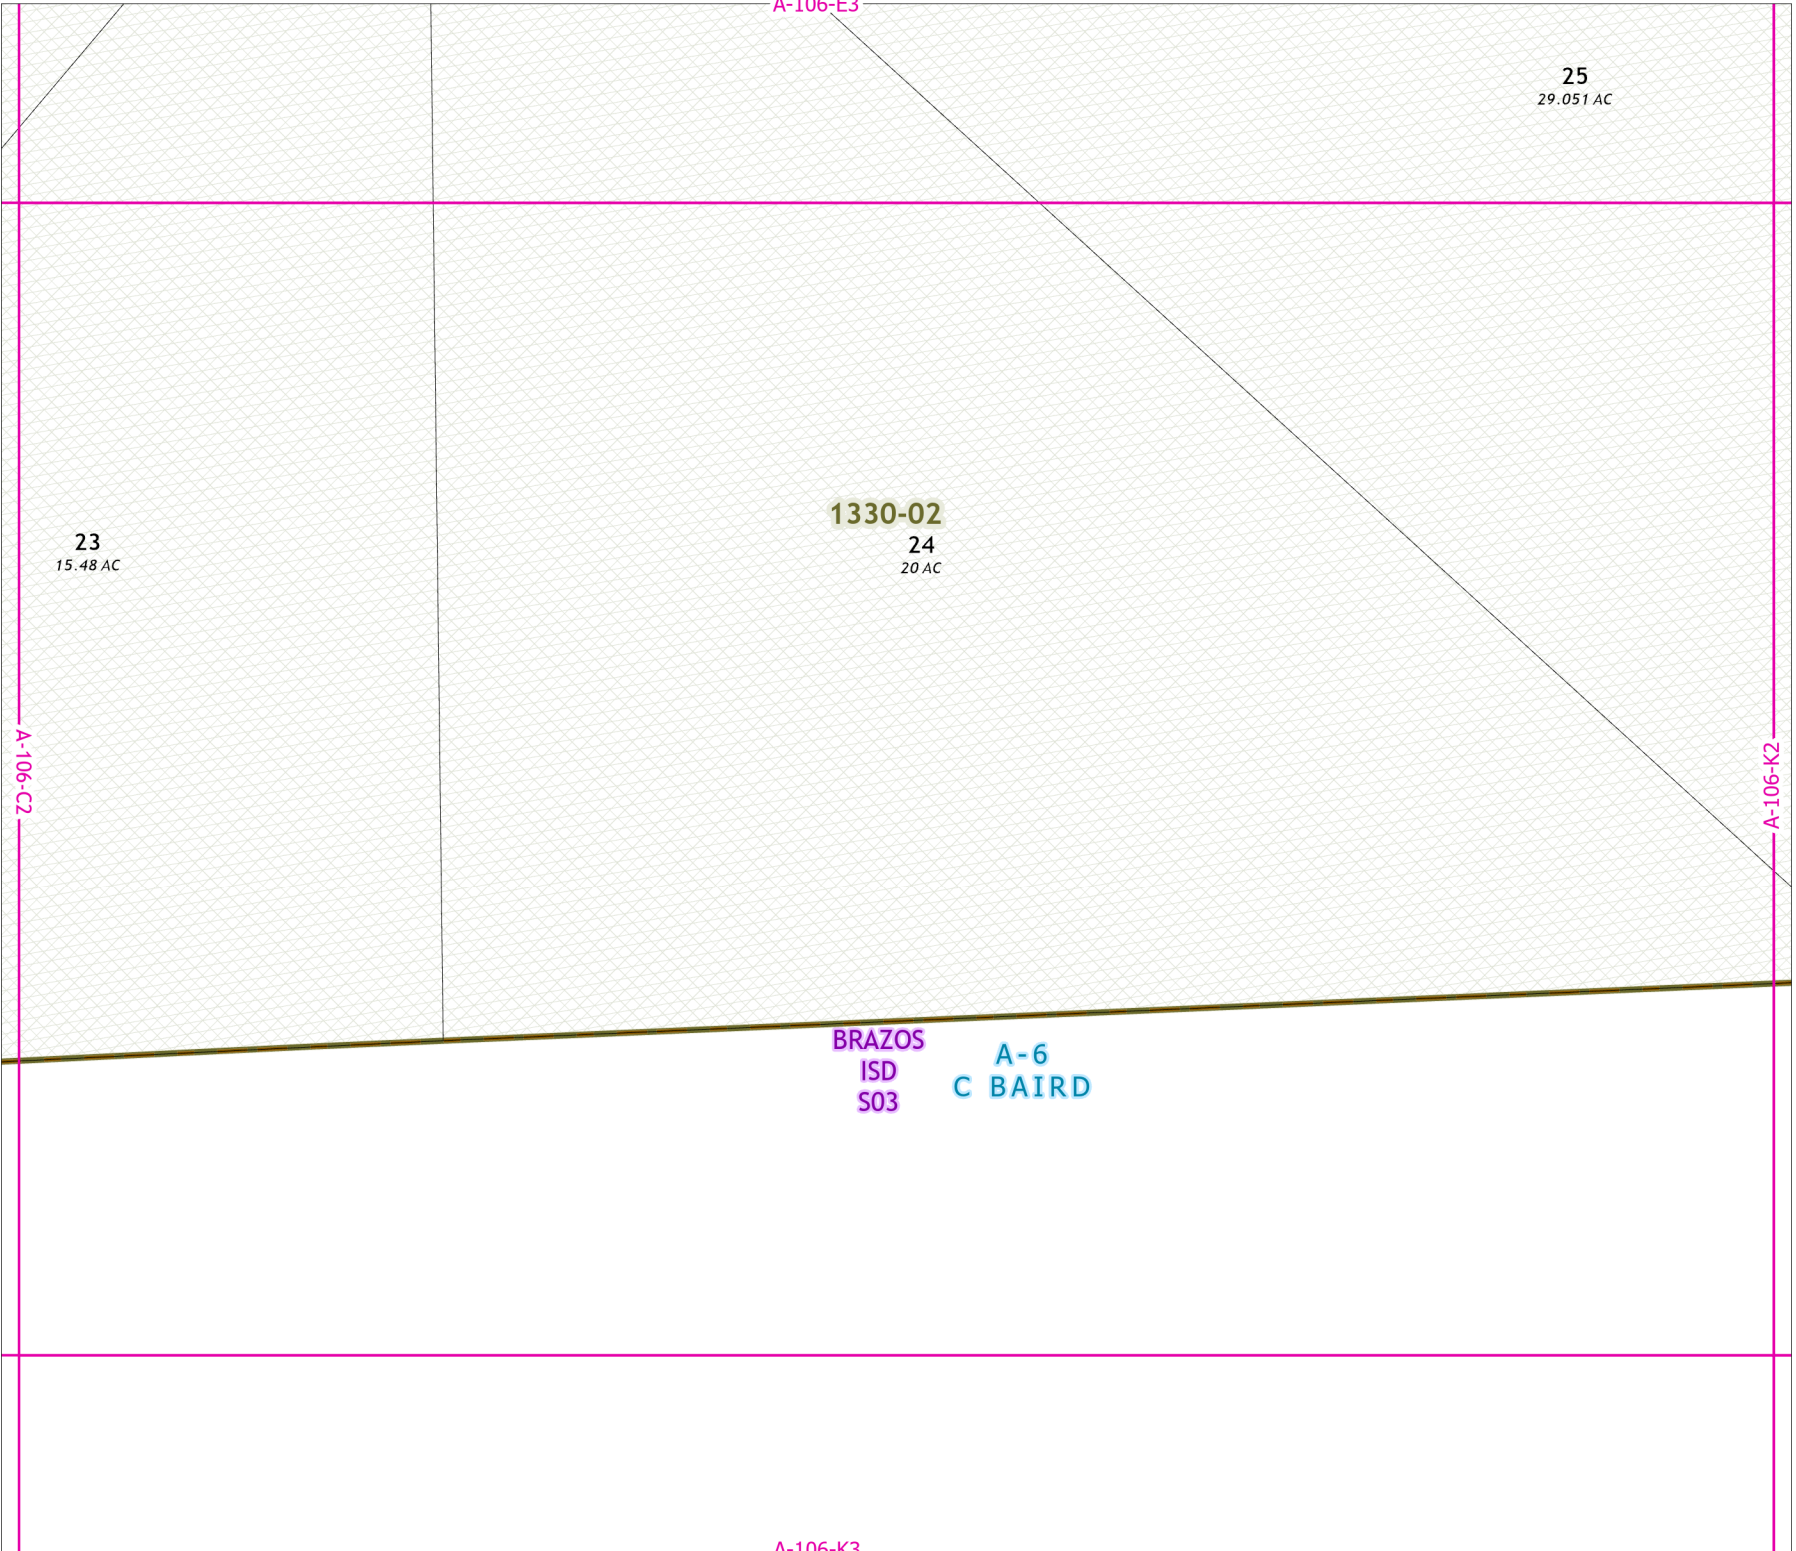 A-106-E3
25
29.051 AC
1330-02
24
20 AC
23
15.48 AC
A-106-C2
A-106-K2
BRAZOS
ISD
S03
A-6
C BAIRD
A-106-K3